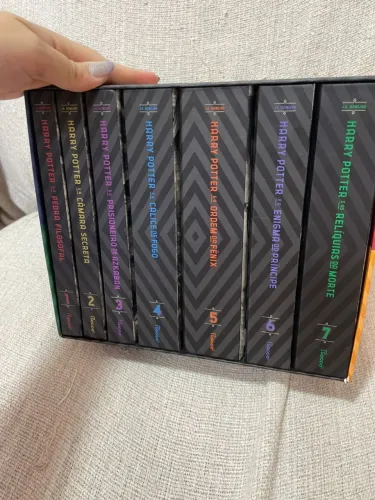 J.K. ROWLING
HARRY POTTER E A PEDRA FILOSOFAL
1
Rocco
J.K. ROWLING
HARRY POTTER E A CÂMARA SECRETA
2
Rocco
J.K. ROWLING
HARRY POTTER E O PRISIONEIRO DE AZKABAN
3
Rocco
J.K. ROWLING
HARRY POTTER E O CÁLICE DE FOGO
4
Rocco
J.K. ROWLING
HARRY POTTER E A ORDEM DA FÊNIX
5
Rocco
J.K. ROWLING
HARRY POTTER E O ENIGMA DO PRÍNCIPE
6
Rocco
J.K. ROWLING
HARRY POTTER E AS RELÍQUIAS DA MORTE
7
Rocco